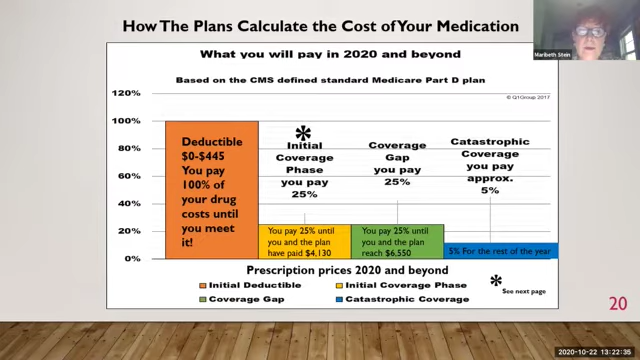 How The Plans Calculate the Cost of Your Medication
Maribeth Stein
What you will pay in 2020 and beyond
Based on the CMS defined standard Medicare Part D plan
© Q1Group 2017
120%
100%
80%
60%
40%
20%
0%
Deductible
$0-$445
You pay
100% of
your drug
costs until
you meet
it!
*
Initial
Coverage
Phase
you pay
25%
You pay 25% until
you and the plan
have paid $4,130
Coverage
Gap
you pay
25%
You pay 25% until
you and the plan
reach $6,550
Catastrophic
Coverage
you pay
approx.
5%
5% For the rest of the year
Prescription prices 2020 and beyond
Initial Deductible
Initial Coverage Phase
Coverage Gap
Catastrophic Coverage
*
See next page
20
2020-10-22 13:22:35